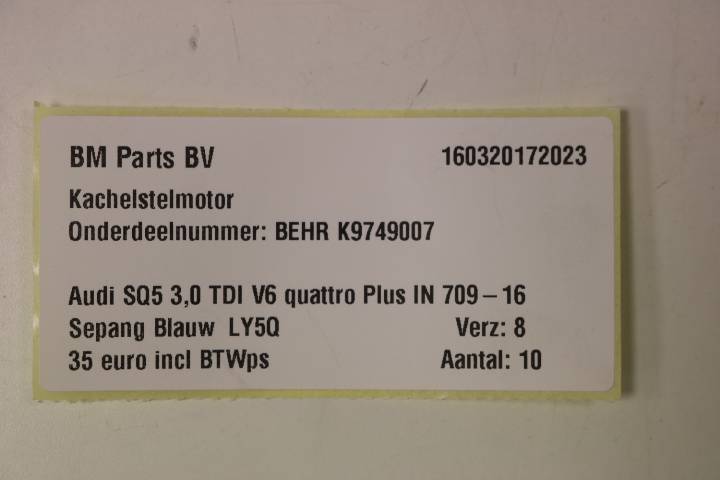 BM Parts BV 160320172023
Kachelstelmotor
Onderdeelnummer: BEHR K9749007
Audi SQ5 3,0 TDI V6 quattro Plus IN 709 – 16
Sepang Blauw LY5Q Verz: 8
35 euro incl BTWps Aantal: 10